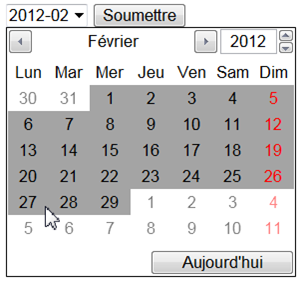 2012-02 Soumettre
Février 2012
Lun Mar Mer Jeu Ven Sam Dim
30 31 1 2 3 4 5
6 7 8 9 10 11 12
13 14 15 16 17 18 19
20 21 22 23 24 25 26
27 28 29 1 2 3 4
5 6 7 8 9 10 11
Aujourd'hui